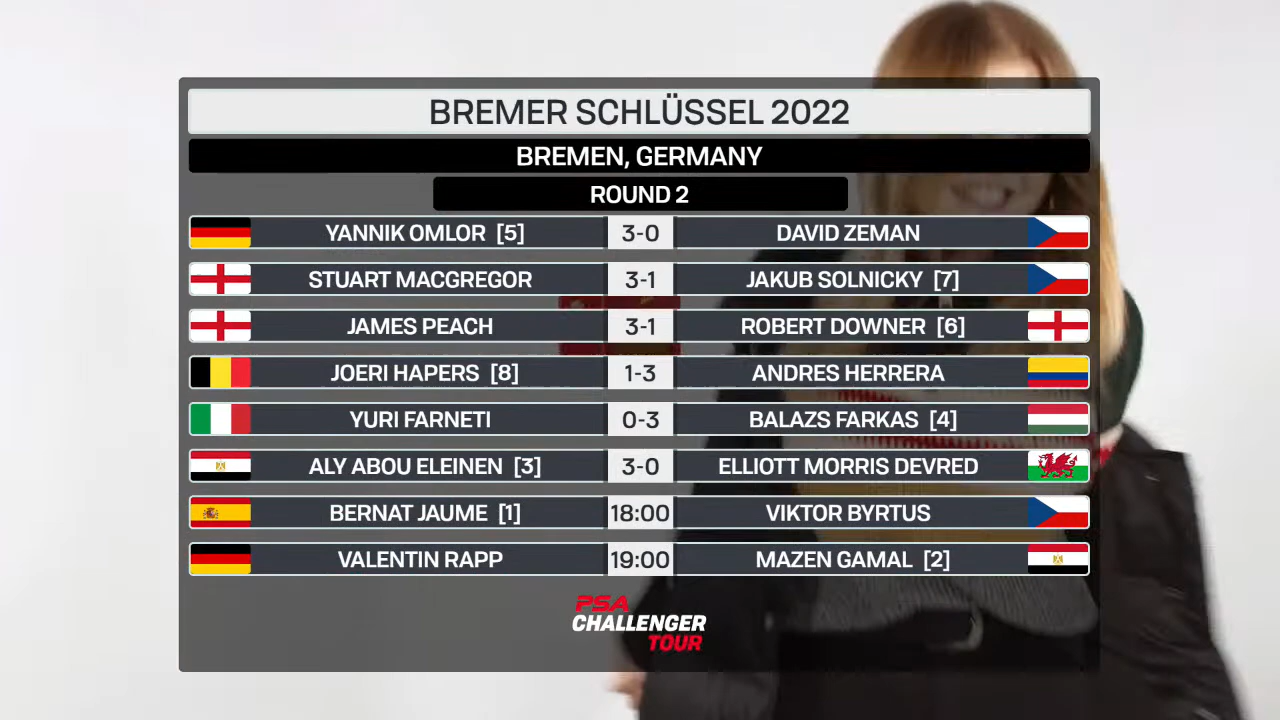 BREMER SCHLÜSSEL 2022
BREMEN, GERMANY
ROUND 2
YANNIK OMLOR [5] 3-0 DAVID ZEMAN
STUART MACGREGOR 3-1 JAKUB SOLNICKY [7]
JAMES PEACH 3-1 ROBERT DOWNER [6]
JOERI HAPERS [8] 1-3 ANDRES HERRERA
YURI FARNETI 0-3 BALAZS FARKAS [4]
ALY ABOU ELEINEN [3] 3-0 ELLIOTT MORRIS DEVRED
BERNAT JAUME [1] 18:00 VIKTOR BYRTUS
VALENTIN RAPP 19:00 MAZEN GAMAL [2]
PSA
CHALLENGER
TOUR